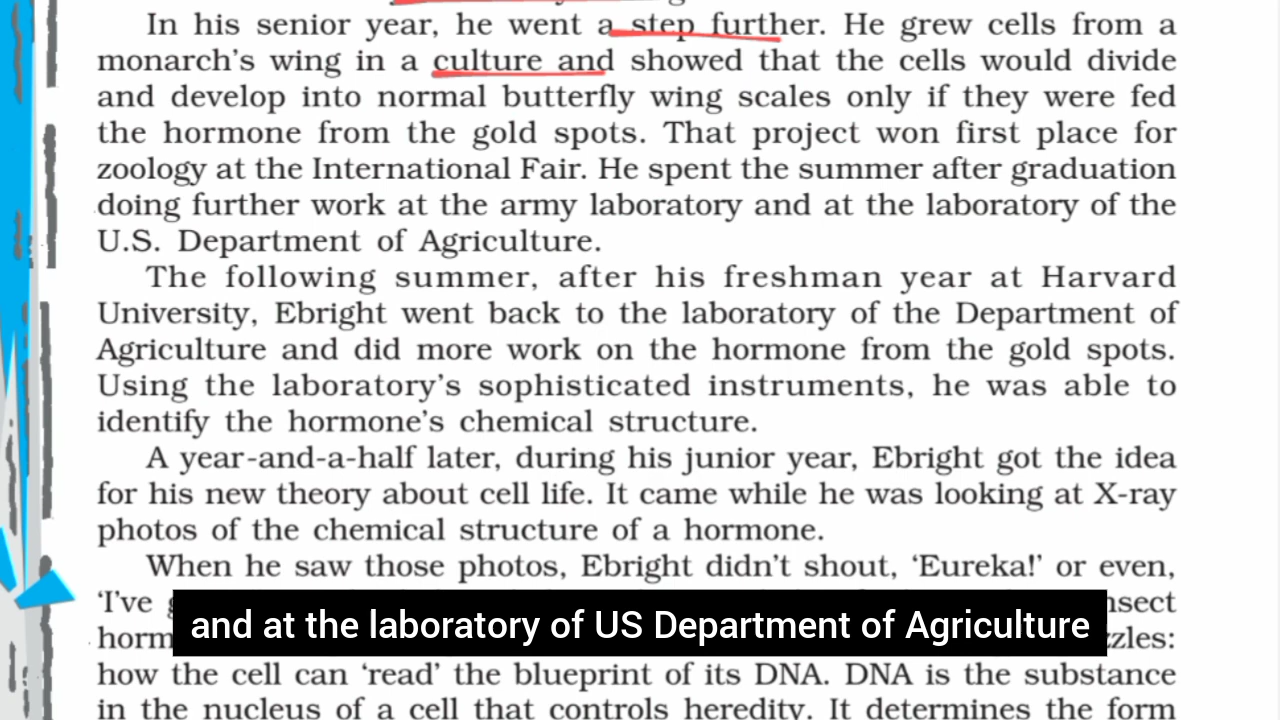 In his senior year, he went a step further. He grew cells from a
monarch's wing in a culture and showed that the cells would divide
and develop into normal butterfly wing scales only if they were fed
the hormone from the gold spots. That project won first place for
zoology at the International Fair. He spent the summer after graduation
doing further work at the army laboratory and at the laboratory of the
U.S. Department of Agriculture.
The following summer, after his freshman year at Harvard
University, Ebright went back to the laboratory of the Department of
Agriculture and did more work on the hormone from the gold spots.
Using the laboratory's sophisticated instruments, he was able to
identify the hormone's chemical structure.
A year-and-a-half later, during his junior year, Ebright got the idea
for his new theory about cell life. It came while he was looking at X-ray
photos of the chemical structure of a hormone.
When he saw those photos, Ebright didn't shout, 'Eureka!' or even,
'I've
and at the laboratory of US Department of Agriculture
how the cell can 'read' the blueprint of its DNA. DNA is the substance
in the nucleus of a cell that controls heredity. It determines the form